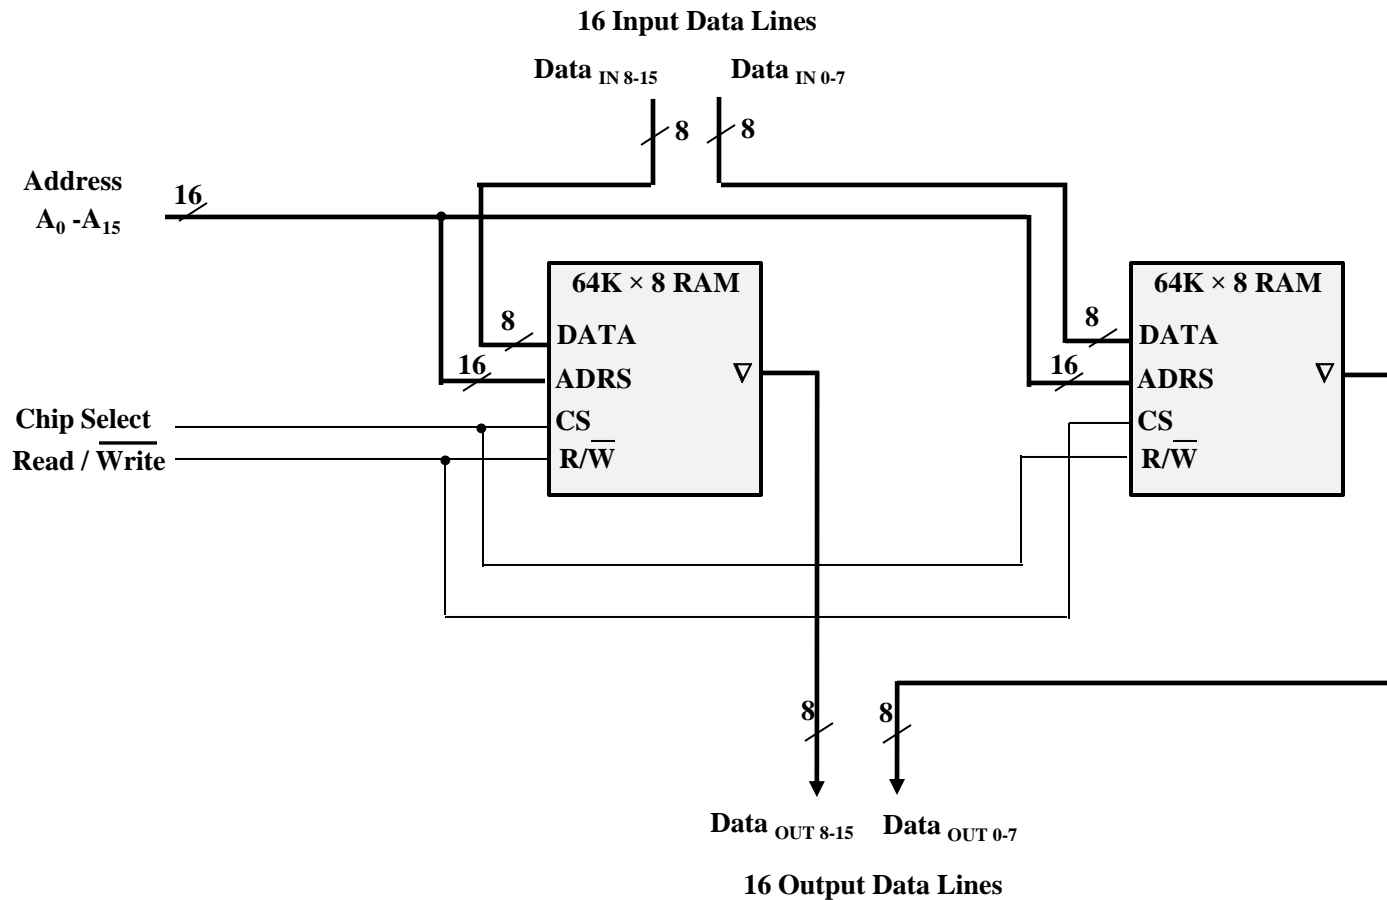 16 Input Data Lines
Data IN 8-15 Data IN 0-7
8 8
Address
16
A0 -A15
64K × 8 RAM 64K × 8 RAM
8 DATA 8 DATA
16 ADRS ∇ 16 ADRS ∇
Chip Select CS CS
Read / W̅r̅i̅t̅e̅ R/W̅ R/W̅
8 8
Data OUT 8-15 Data OUT 0-7
16 Output Data Lines